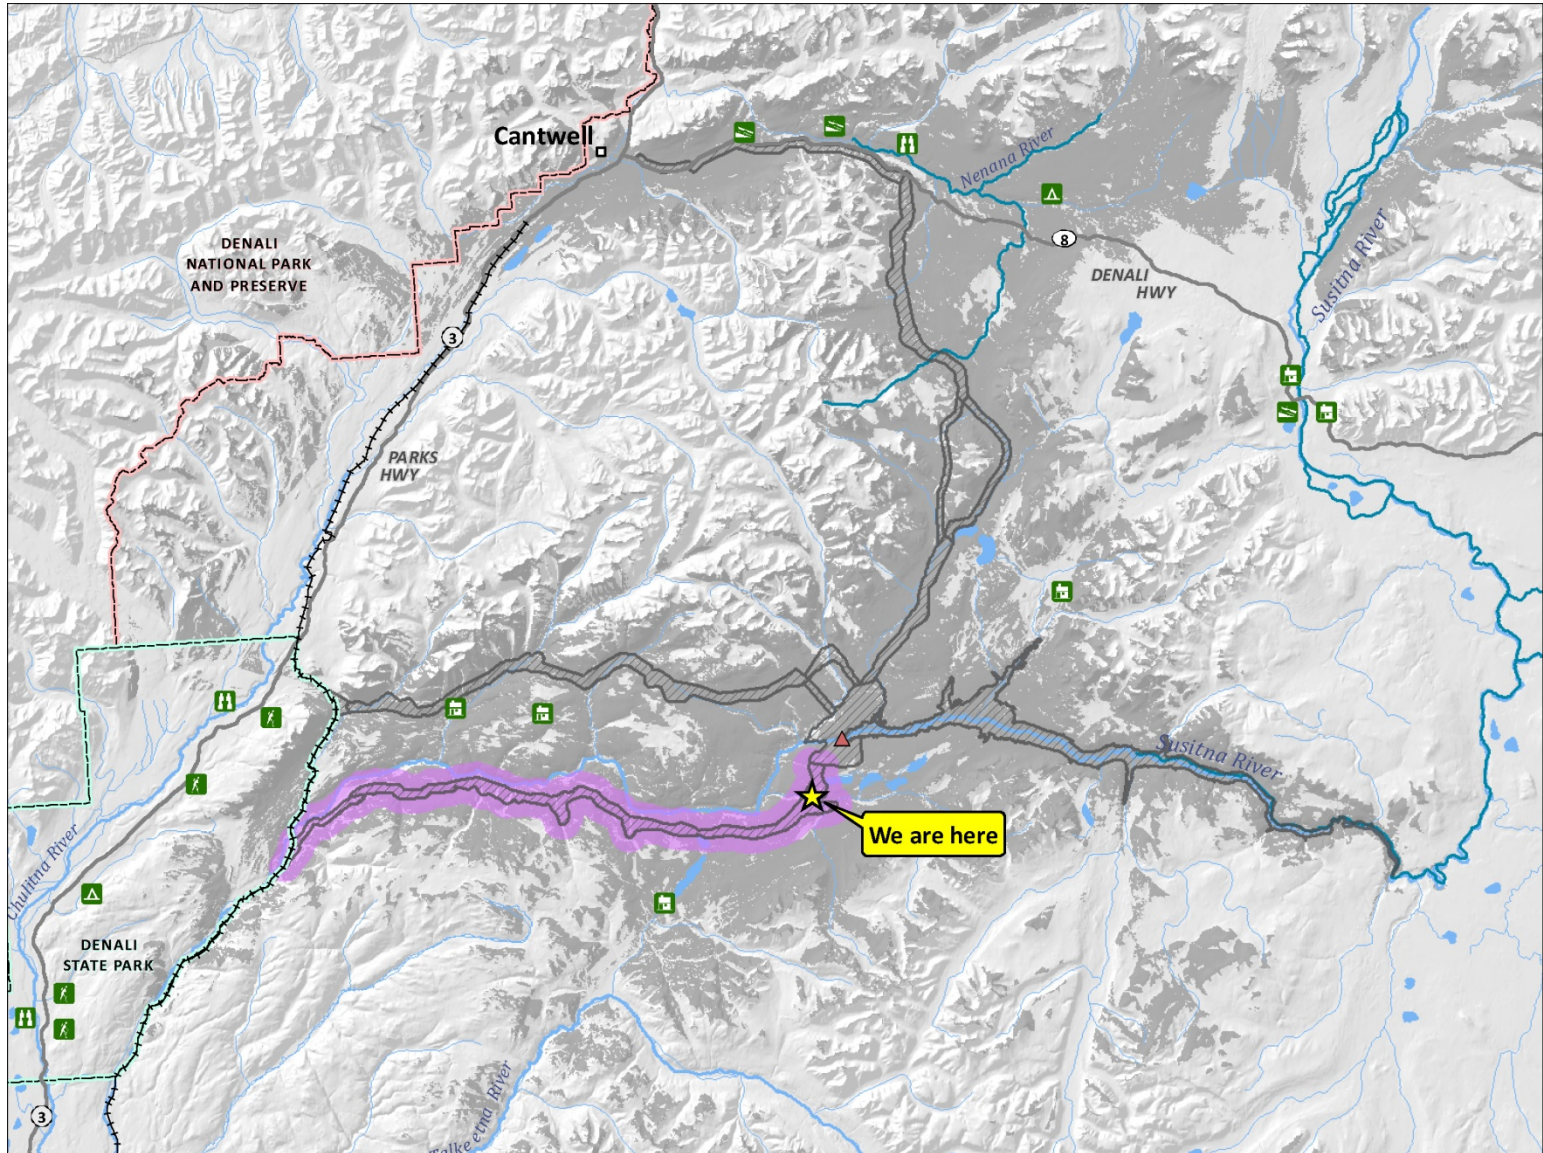 Cantwell
Nenana River
DENALI
NATIONAL PARK
AND PRESERVE
8
DENALI
HWY
Susitna River
3
PARKS
HWY
Susitna River
We are here
Chulitna River
DENALI
STATE PARK
Talkeetna River
3